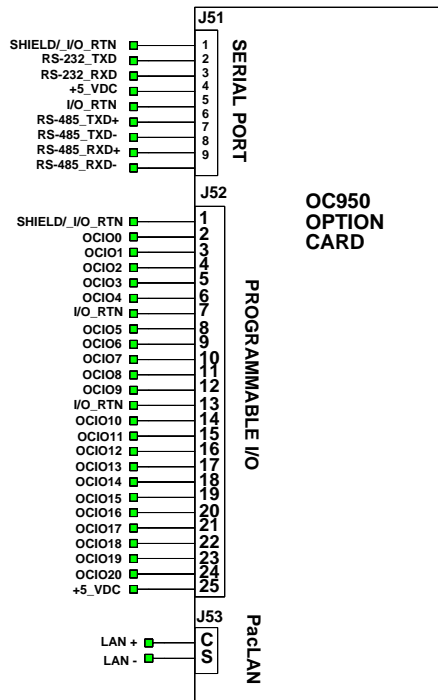 J51
SHIELD/_I/O_RTN 1
RS-232_TXD 2
RS-232_RXD 3
+5_VDC 4
I/O_RTN 5
RS-485_TXD+ 6
RS-485_TXD- 7
RS-485_RXD+ 8
RS-485_RXD- 9
SERIAL PORT
OC950
OPTION
CARD
J52
SHIELD/_I/O_RTN 1
OCIO0 2
OCIO1 3
OCIO2 4
OCIO3 5
OCIO4 6
I/O_RTN 7
OCIO5 8
OCIO6 9
OCIO7 10
OCIO8 11
OCIO9 12
I/O_RTN 13
OCIO10 14
OCIO11 15
OCIO12 16
OCIO13 17
OCIO14 18
OCIO15 19
OCIO16 20
OCIO17 21
OCIO18 22
OCIO19 23
OCIO20 24
+5_VDC 25
PROGRAMMABLE I/O
J53
LAN + C
LAN - S
PacLAN